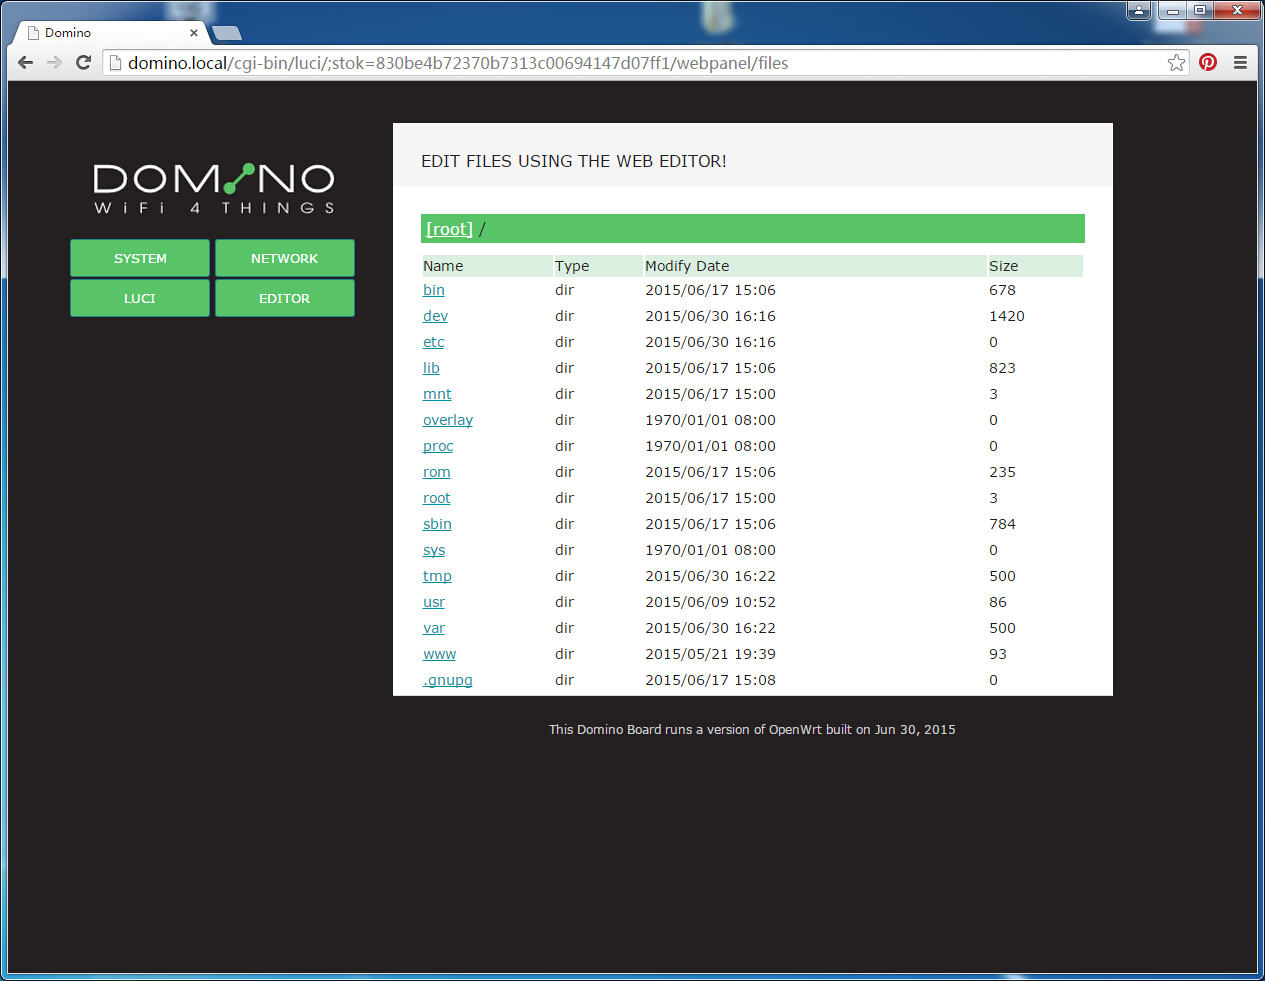 Domino
domino.local/cgi-bin/luci/;stok=830be4b72370b7313c00694147d07ff1/webpanel/files
DOMINO
WiFi 4 THINGS
SYSTEM NETWORK
LUCI EDITOR
EDIT FILES USING THE WEB EDITOR!
[root] /
Name Type Modify Date Size
bin dir 2015/06/17 15:06 678
dev dir 2015/06/30 16:16 1420
etc dir 2015/06/30 16:16 0
lib dir 2015/06/17 15:06 823
mnt dir 2015/06/17 15:00 3
overlay dir 1970/01/01 08:00 0
proc dir 1970/01/01 08:00 0
rom dir 2015/06/17 15:06 235
root dir 2015/06/17 15:00 3
sbin dir 2015/06/17 15:06 784
sys dir 1970/01/01 08:00 0
tmp dir 2015/06/30 16:22 500
usr dir 2015/06/09 10:52 86
var dir 2015/06/30 16:22 500
www dir 2015/05/21 19:39 93
.gnupg dir 2015/06/17 15:08 0
This Domino Board runs a version of OpenWrt built on Jun 30, 2015